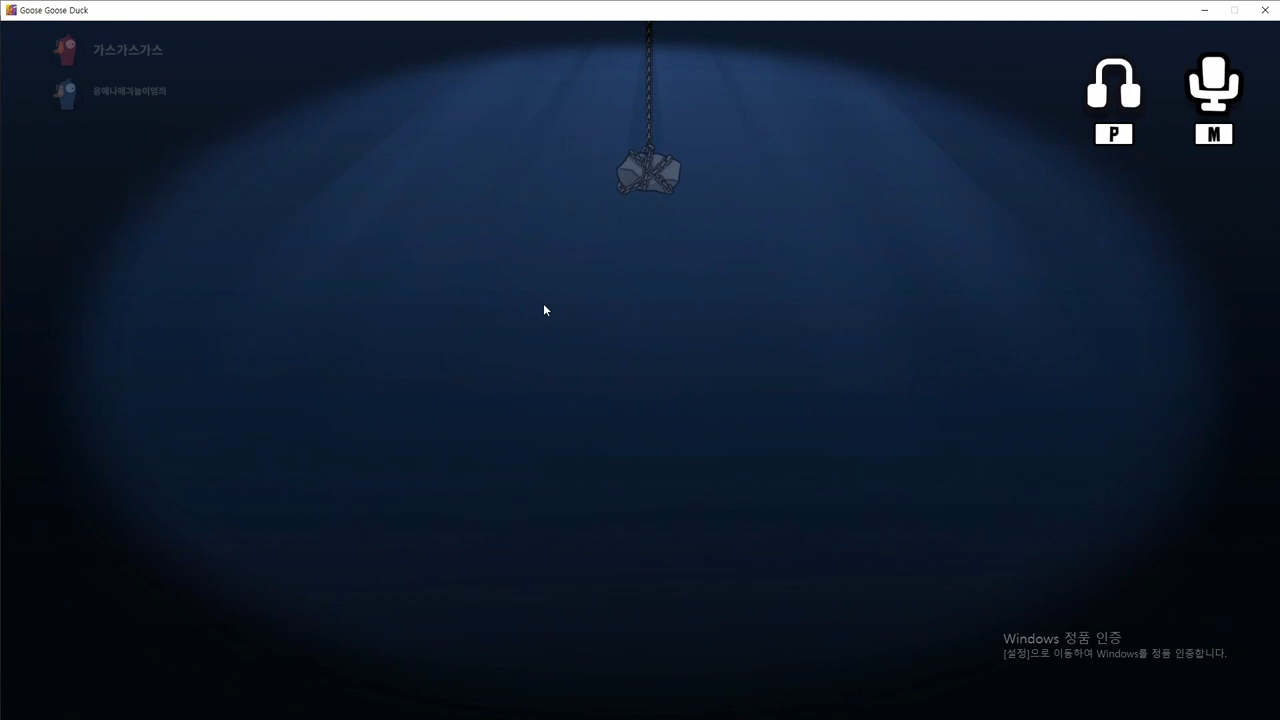 Goose Goose Duck
가스가스가스
P
M
Windows 정품 인증
[설정]으로 이동하여 Windows를 정품 인증합니다.